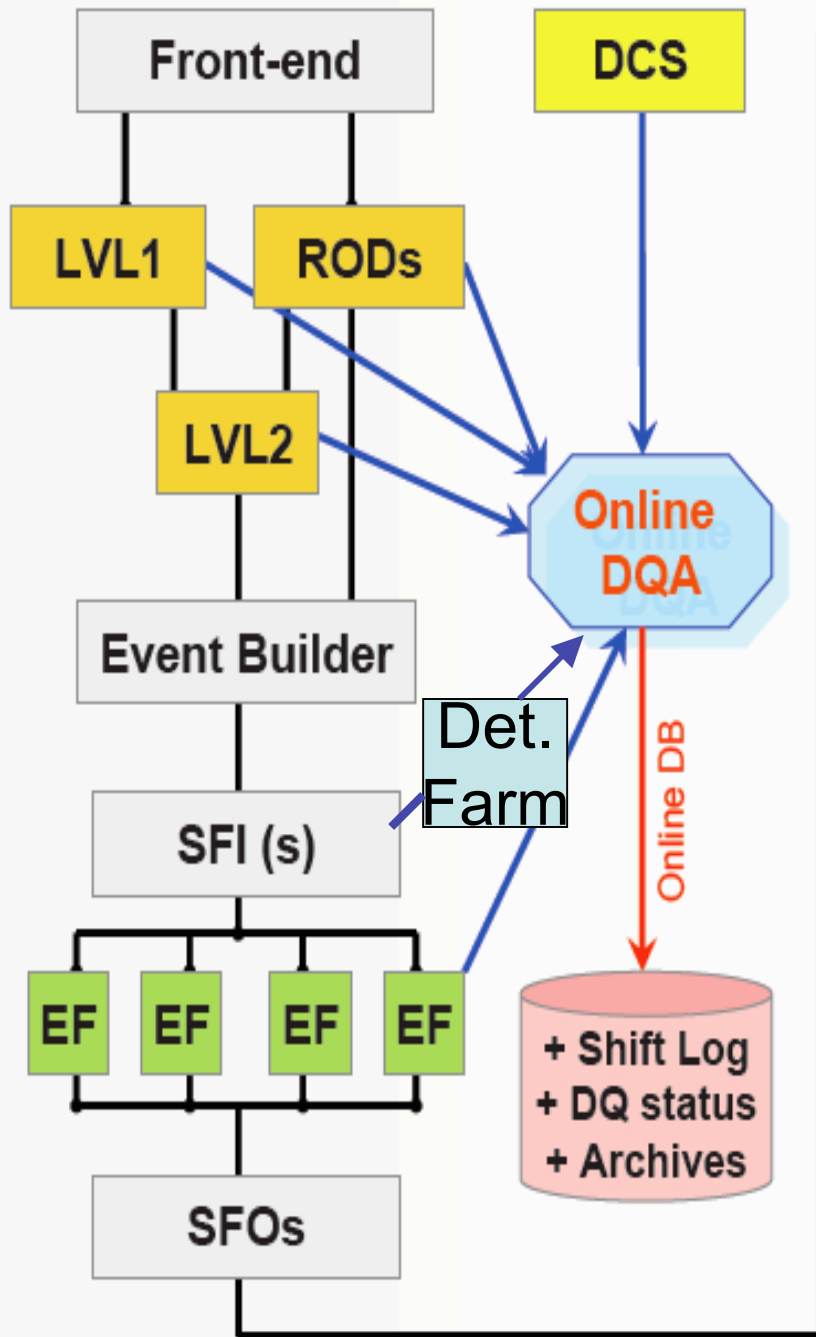 Front-end
DCS
LVL1
RODs
LVL2
Online
DQA
Event Builder
Det.
Farm
Online DB
SFI (s)
EF
EF
EF
EF
+ Shift Log
+ DQ status
+ Archives
SFOs